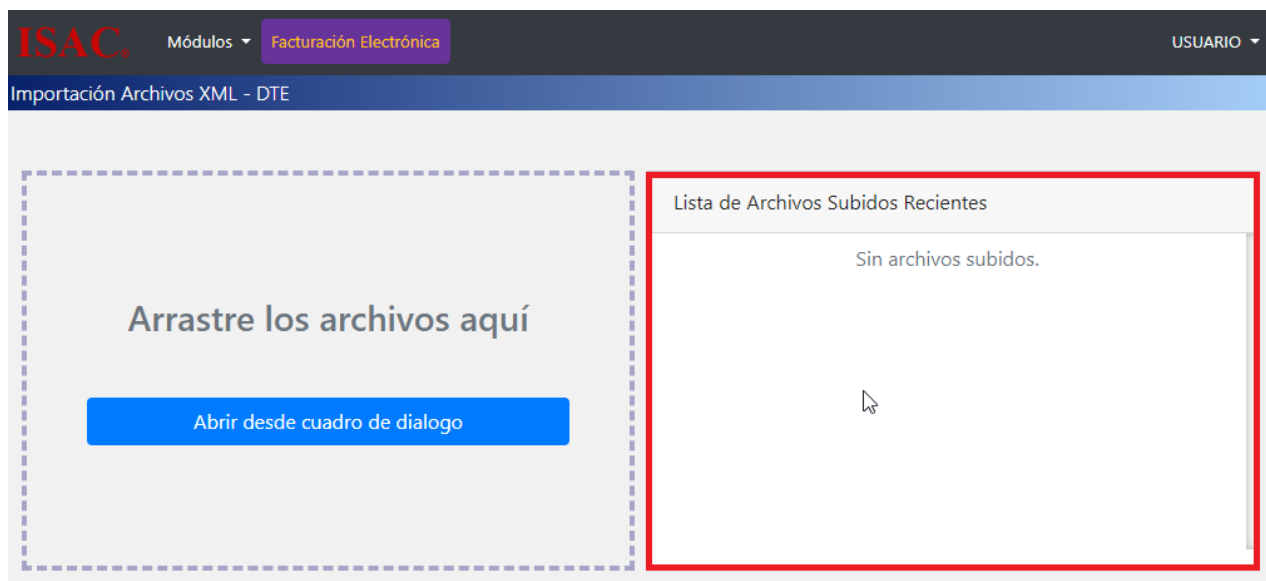 ISAC.
Módulos
Facturación Electrónica
USUARIO
Importación Archivos XML - DTE
Arrastre los archivos aquí
Abrir desde cuadro de dialogo
Lista de Archivos Subidos Recientes
Sin archivos subidos.